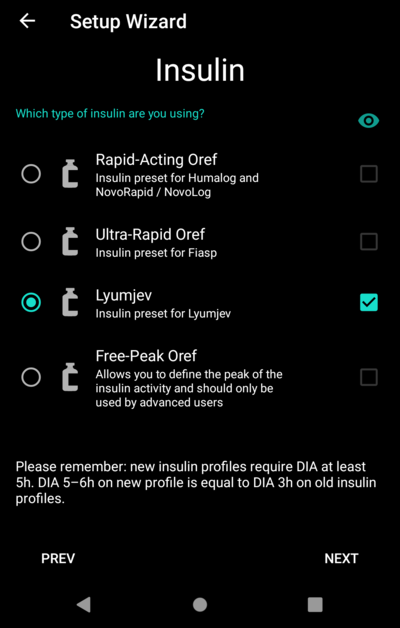 Setup Wizard
Insulin
Which type of insulin are you using?
Rapid-Acting Oref
Insulin preset for Humalog and
NovoRapid / NovoLog
Ultra-Rapid Oref
Insulin preset for Fiasp
Lyumjev
Insulin preset for Lyumjev
Free-Peak Oref
Allows you to define the peak of the
insulin activity and should only be
used by advanced users
Please remember: new insulin profiles require DIA at least
5h. DIA 5–6h on new profile is equal to DIA 3h on old insulin
profiles.
PREV
NEXT